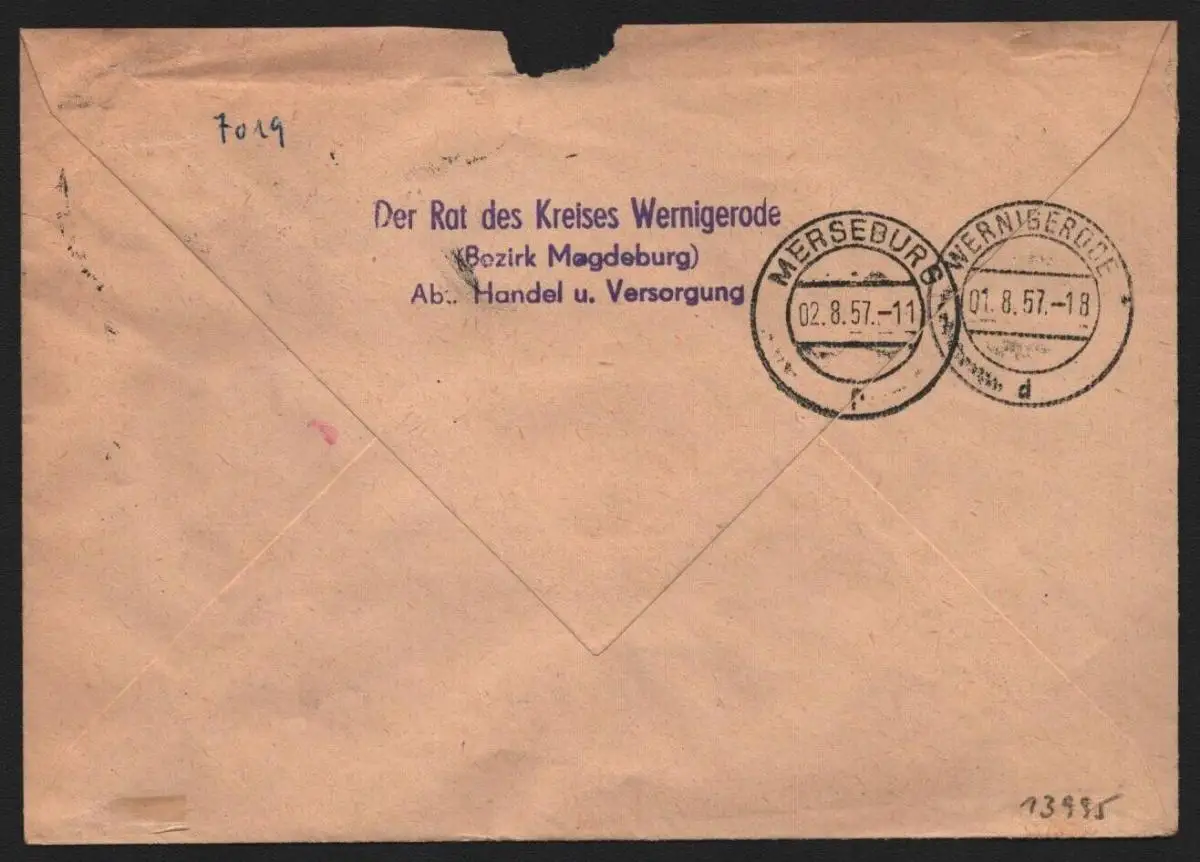 7019
Der Rat des Kreises Wernigerode
(Bezirk Magdeburg)
Abt. Handel u. Versorgung
MERSEBURG
02.8.57.-11
WERNIGERODE
01.8.57.-18
d
13995